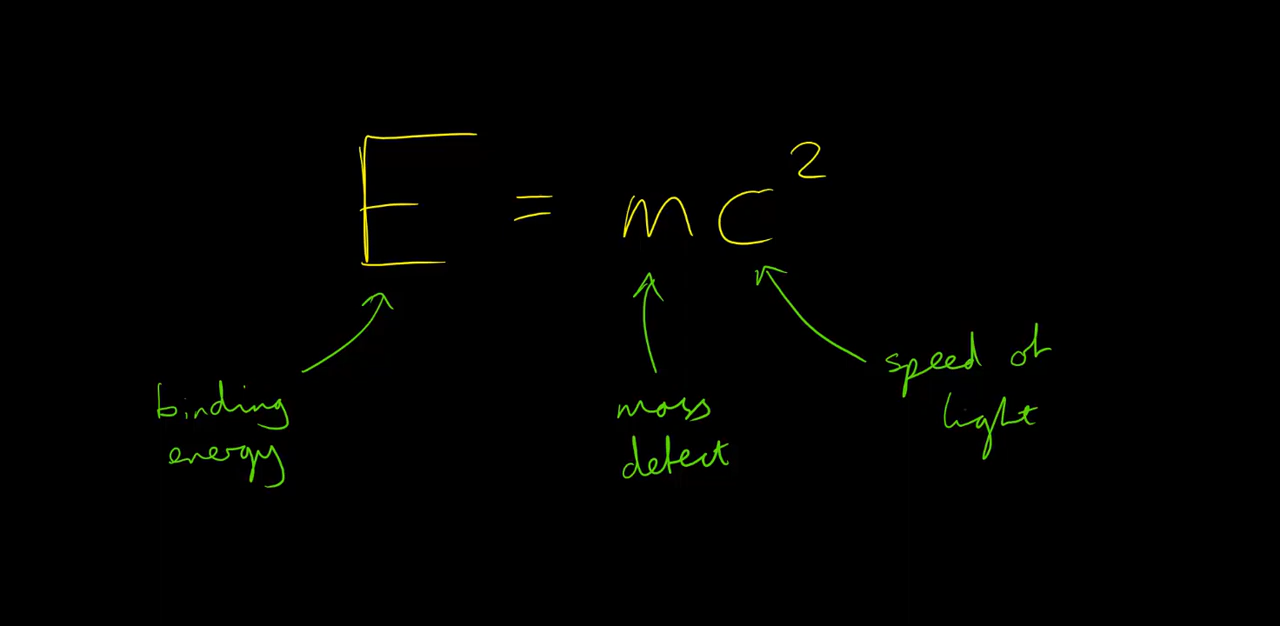 E = mc²
binding
energy
mass
defect
speed of
light